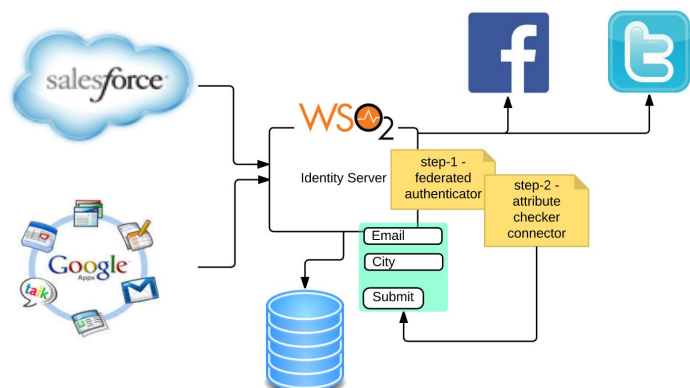 salesforce
WSO2
Identity Server
step-1 -
federated
authenticator
step-2 -
attribute
checker
connector
Email
City
Submit
Google
Apps
talk